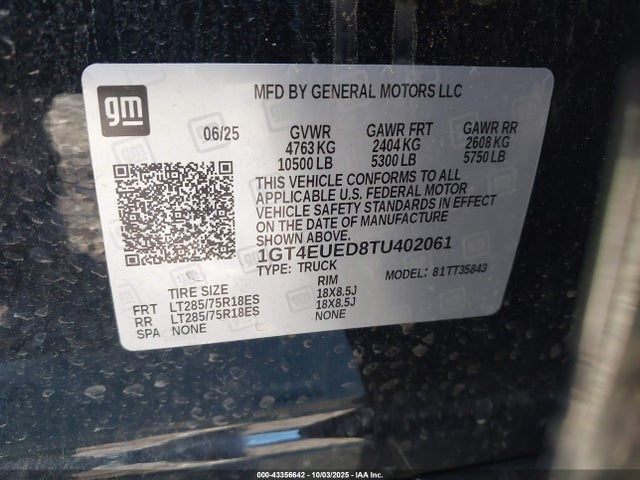 gm
MFD BY GENERAL MOTORS LLC
06/25 GVWR GAWR FRT GAWR RR
4763 KG 2404 KG 2608 KG
10500 LB 5300 LB 5750 LB
THIS VEHICLE CONFORMS TO ALL
APPLICABLE U.S. FEDERAL MOTOR
VEHICLE SAFETY STANDARDS IN EFFECT
ON THE DATE OF MANUFACTURE
SHOWN ABOVE.
1GT4EUED8TU402061
TYPE: TRUCK MODEL: 81TT35843
TIRE SIZE RIM
FRT LT285/75R18ES 18X8.5J
RR LT285/75R18ES 18X8.5J
SPA NONE NONE
000-43356642 - 10/03/2025 - IAA Inc.